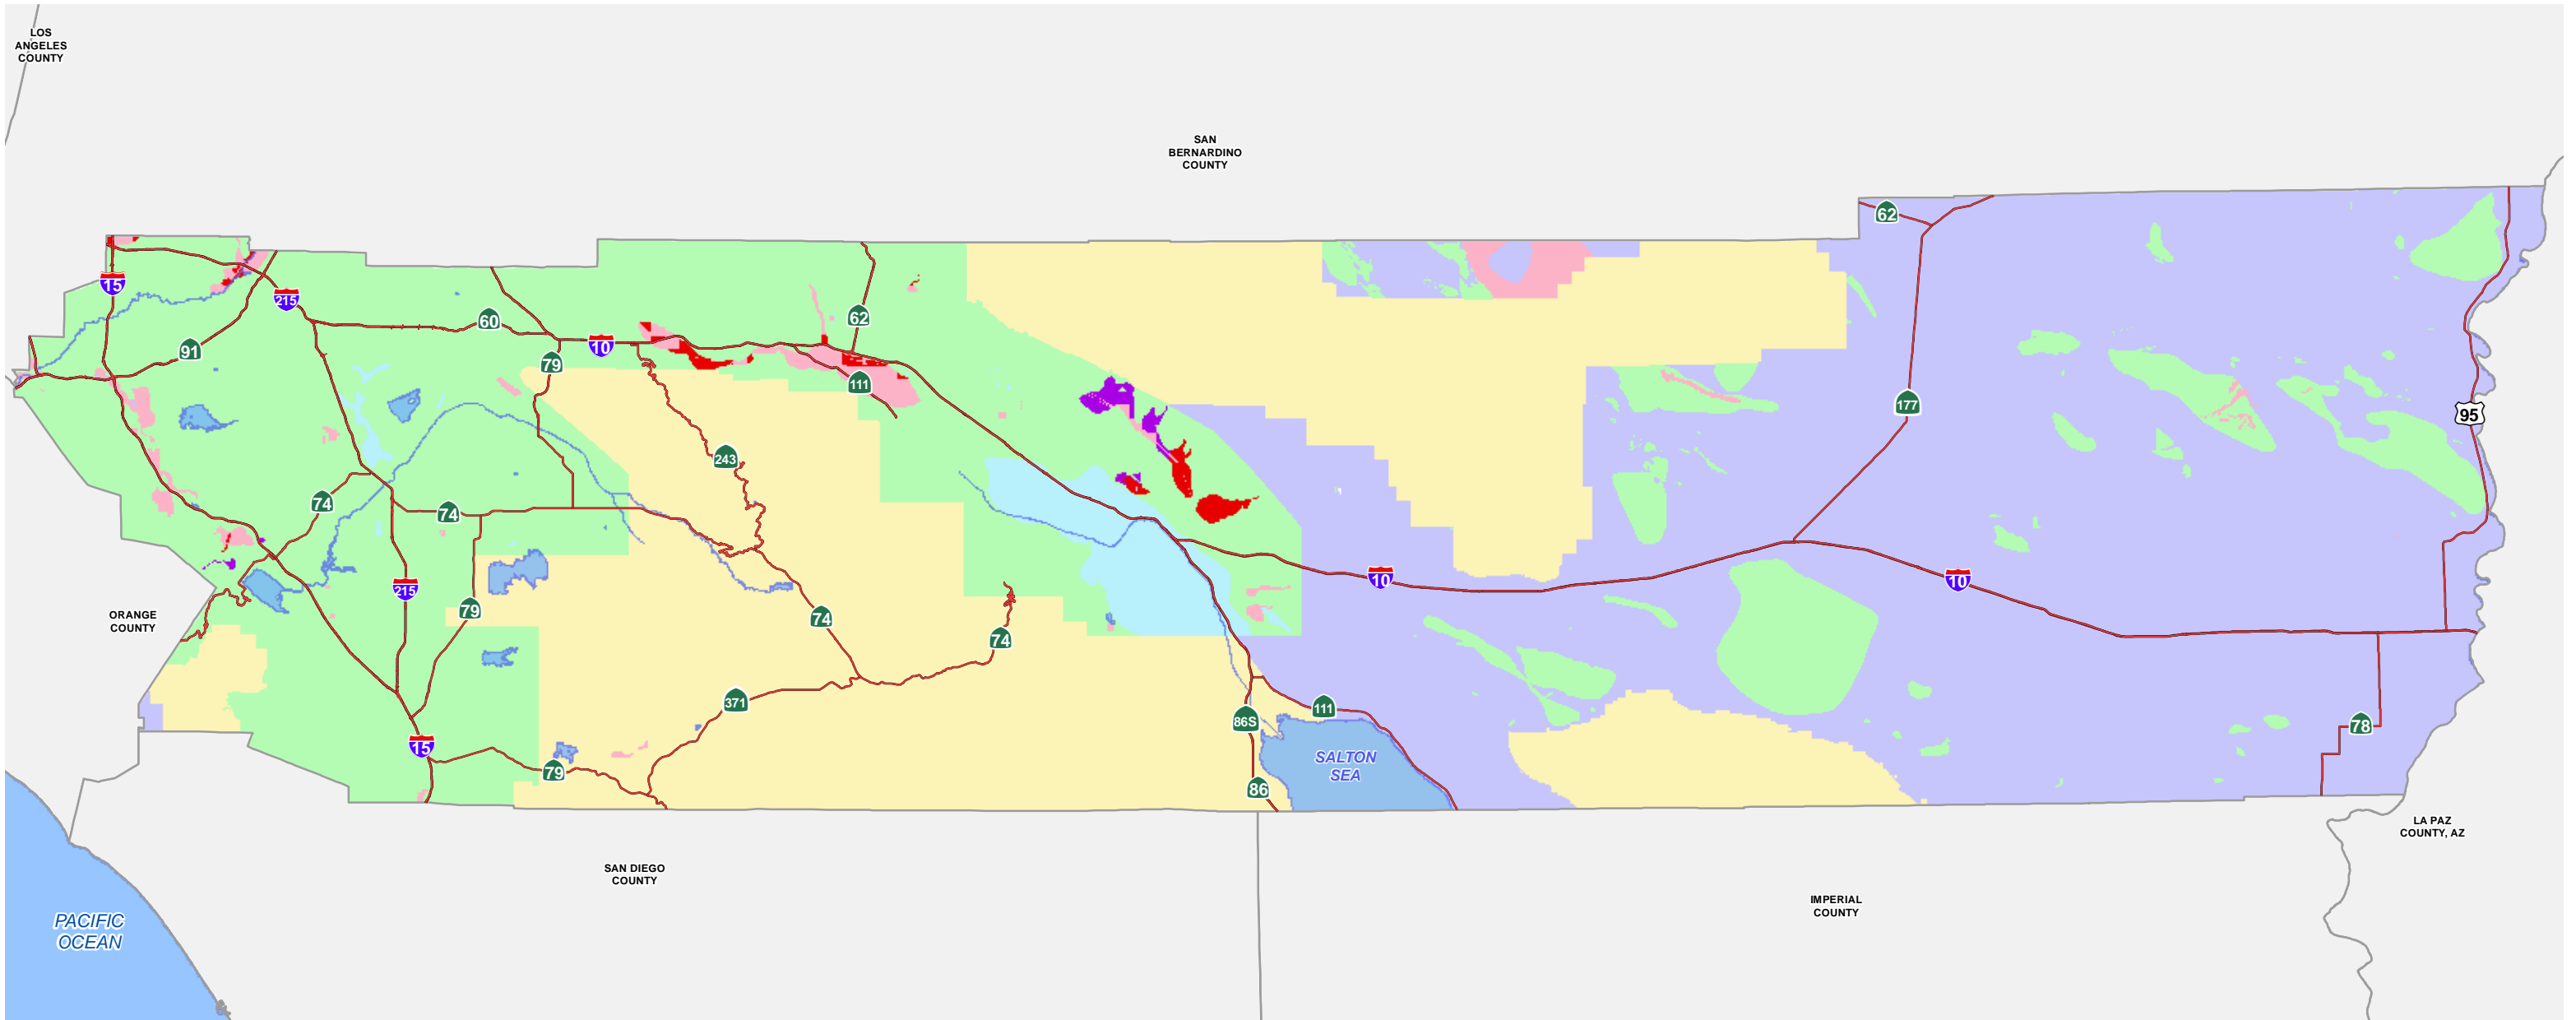 LOS
ANGELES
COUNTY
SAN
BERNARDINO
COUNTY
62
15
215
60
62
91
10
79
111
177
95
243
74
74
10
10
215
79
ORANGE
COUNTY
74
74
371
86S
111
78
15
SALTON
SEA
79
86
LA PAZ
COUNTY, AZ
SAN DIEGO
COUNTY
IMPERIAL
COUNTY
PACIFIC
OCEAN